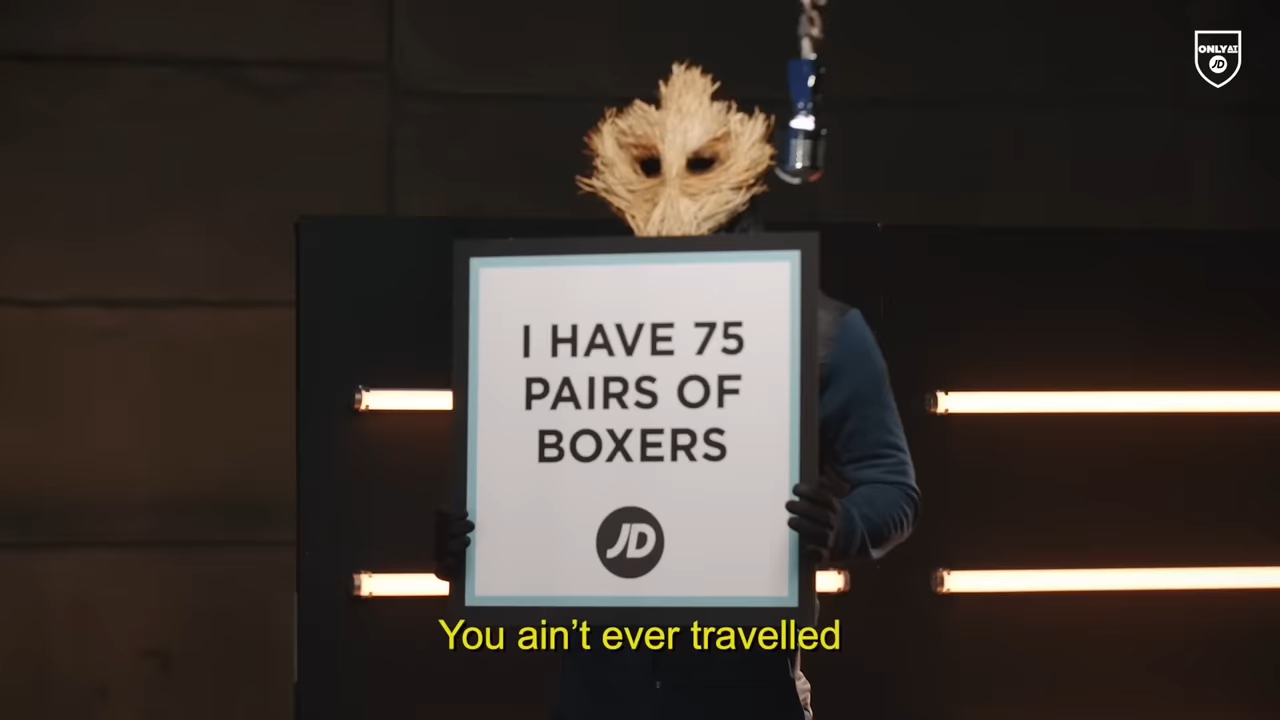 ONLY AT
JD
I HAVE 75
PAIRS OF
BOXERS
JD
You ain't ever travelled